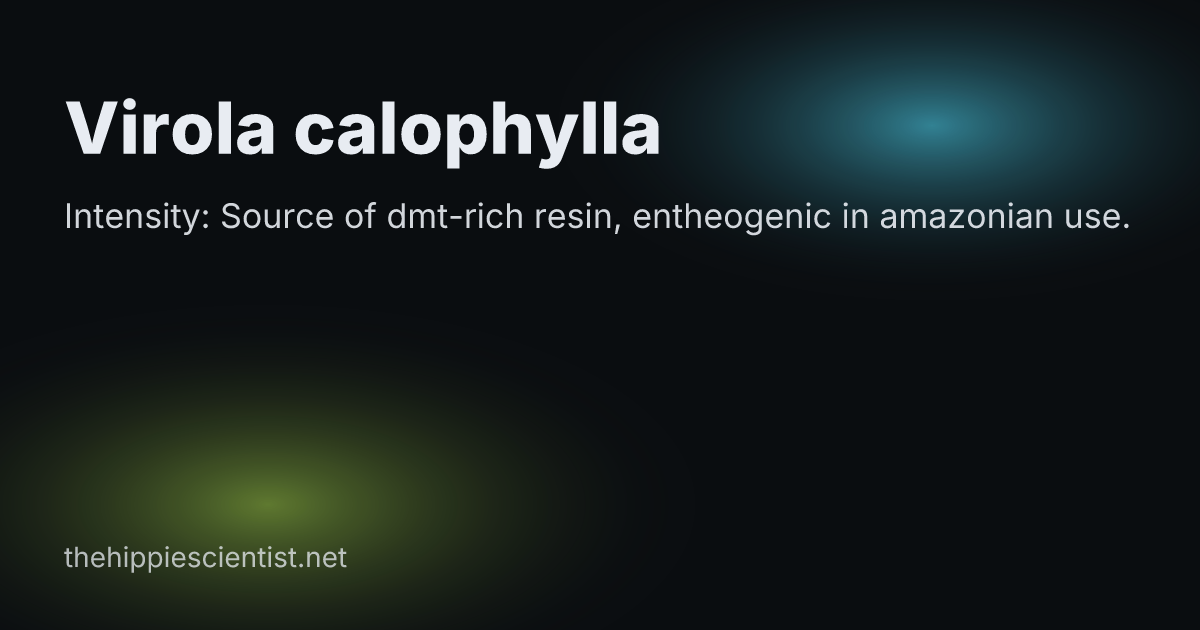 Virola calophylla
Intensity: Source of dmt-rich resin, entheogenic in amazonian use.
thehippiescientist.net